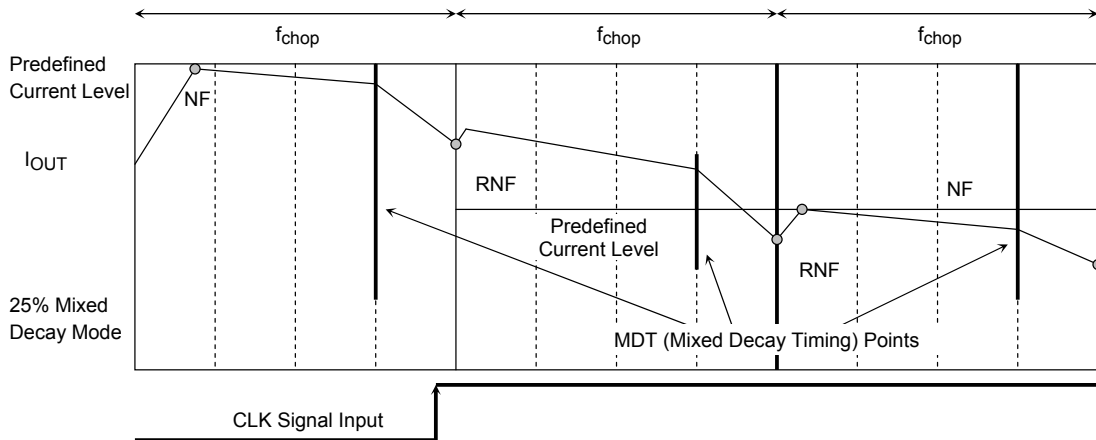 fchop
fchop
fchop
Predefined
Current Level
NF
IOUT
RNF
NF
Predefined
Current Level
RNF
25% Mixed
Decay Mode
MDT (Mixed Decay Timing) Points
CLK Signal Input